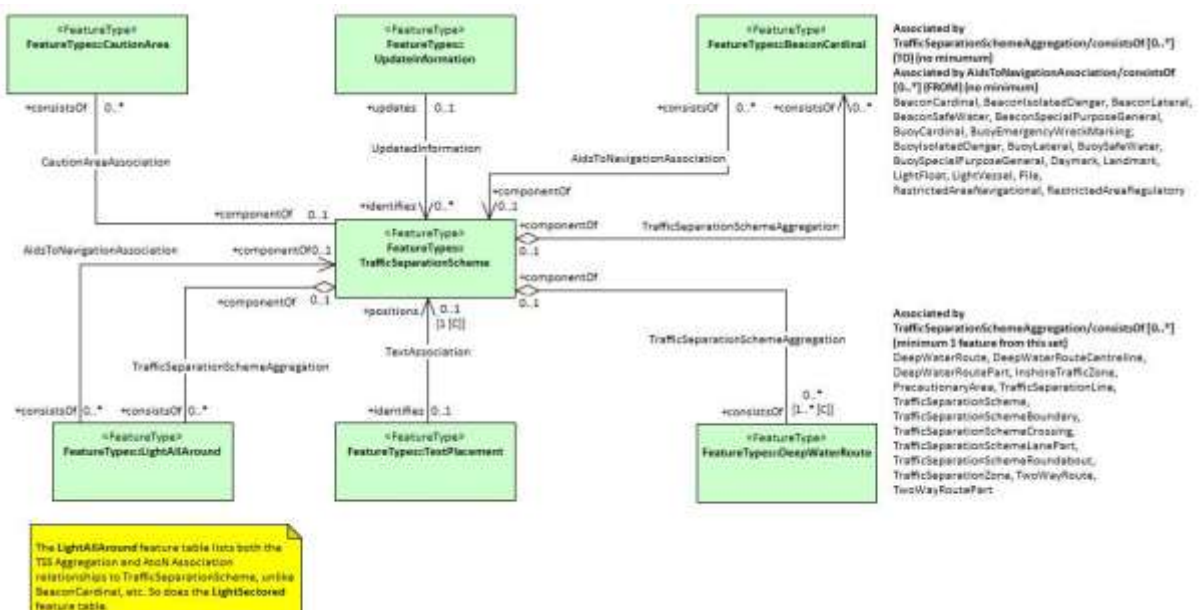 «FeatureType»
FeatureTypes::CautionArea
«FeatureType»
FeatureTypes::
UpdateInformation
«FeatureType»
FeatureTypes::BeaconCardinal
Associated by
TrafficSeparationSchemeAggregation/consistsOf [0..*]
(TO) (no minumum)
Associated by AidsToNavigationAssociation/consistsOf
[0..*] (FROM) (no minimum)
BeaconCardinal, BeaconIsolatedDanger, BeaconLateral,
BeaconSafeWater, BeaconSpecialPurposeGeneral,
BuoyCardinal, BuoyEmergencyWreckMarking,
BuoyIsolatedDanger, BuoyLateral, BuoySafeWater,
BuoySpecialPurposeGeneral, Daymark, Landmark,
LightFloat, LightVessel, Pile,
RestrictedAreaNavigational, RestrictedAreaRegulatory
+consistsOf 0..*
+updates 0..1
+consistsOf 0..*
+consistsOf 0..*
CautionAreaAssociation
UpdatedInformation
AidsToNavigationAssociation
+componentOf 0..1
+identifies 0..*
+componentOf
0..1
«FeatureType»
FeatureTypes::
TrafficSeparationScheme
+componentOf
0..1
TrafficSeparationSchemeAggregation
AidsToNavigationAssociation
+componentOf 0..1
+componentOf 0..1
+componentOf
0..1
+positions 0..1
[1 [C]]
TextAssociation
TrafficSeparationSchemeAggregation
TrafficSeparationSchemeAggregation
Associated by
TrafficSeparationSchemeAggregation/consistsOf [0..*]
(minimum 1 feature from this set)
DeepWaterRoute, DeepWaterRouteCentreline,
DeepWaterRoutePart, InshoreTrafficZone,
PrecautionaryArea, TrafficSeparationLine,
TrafficSeparationScheme,
TrafficSeparationSchemeBoundary,
TrafficSeparationSchemeCrossing,
TrafficSeparationSchemeLanePart,
TrafficSeparationSchemeRoundabout,
TrafficSeparationZone, TwoWayRoute,
TwoWayRoutePart
+consistsOf 0..*
+consistsOf 0..*
+identifies 0..1
0..*
+consistsOf [1..* [C]]
«FeatureType»
FeatureTypes::LightAllAround
«FeatureType»
FeatureTypes::TextPlacement
«FeatureType»
FeatureTypes::DeepWaterRoute
The LightAllAround feature table lists both the
TSS Aggregation and AtoN Association
relationships to TrafficSeparationScheme, unlike
BeaconCardinal, etc. So does the LightSectored
feature table.